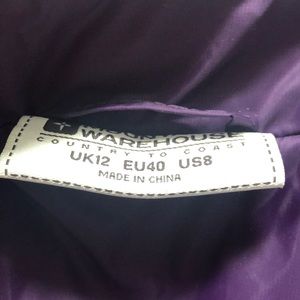 WAREHOUSE
COUNTRY TO COAST
UK12 EU40 US8
MADE IN CHINA